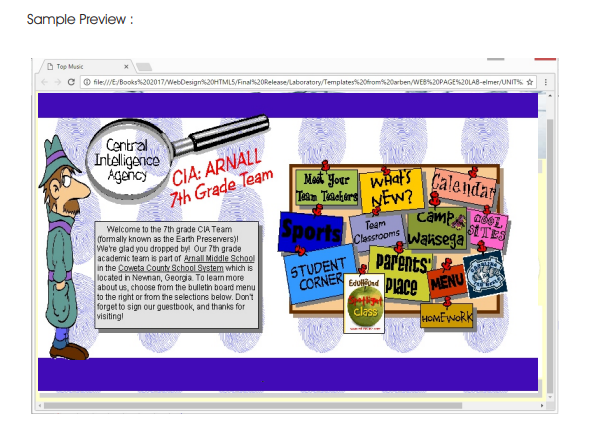 Sample Preview :
Top Music
file:///E:/Books%202017/WebDesign%20HTML5/Final%20Release/Laboratory/Templates%20from%20arben/WEB%20PAGE%20LAB-elmer/UNIT%
Central
Intelligence
Agency
CIA: ARNALL
7th Grade Team
Welcome to the 7th grade CIA Team
(formally known as the Earth Preservers)!
We're glad you dropped by! Our 7th grade
academic team is part of Arnall Middle School
in the Coweta County School System which is
located in Newnan, Georgia. To learn more
about us, choose from the bulletin board menu
to the right or from the selections below. Don't
forget to sign our guestbook, and thanks for
visiting!
Meet Your
Team Teachers
WHAT'S
NEW?
Calendar
Sports
Team
Classrooms
CAMP
Wahsega
COOL
SITES
STUDENT
CORNER
PARENTS'
PLACE
MENU
EduHound
Spotlight
Class
HOMEWORK